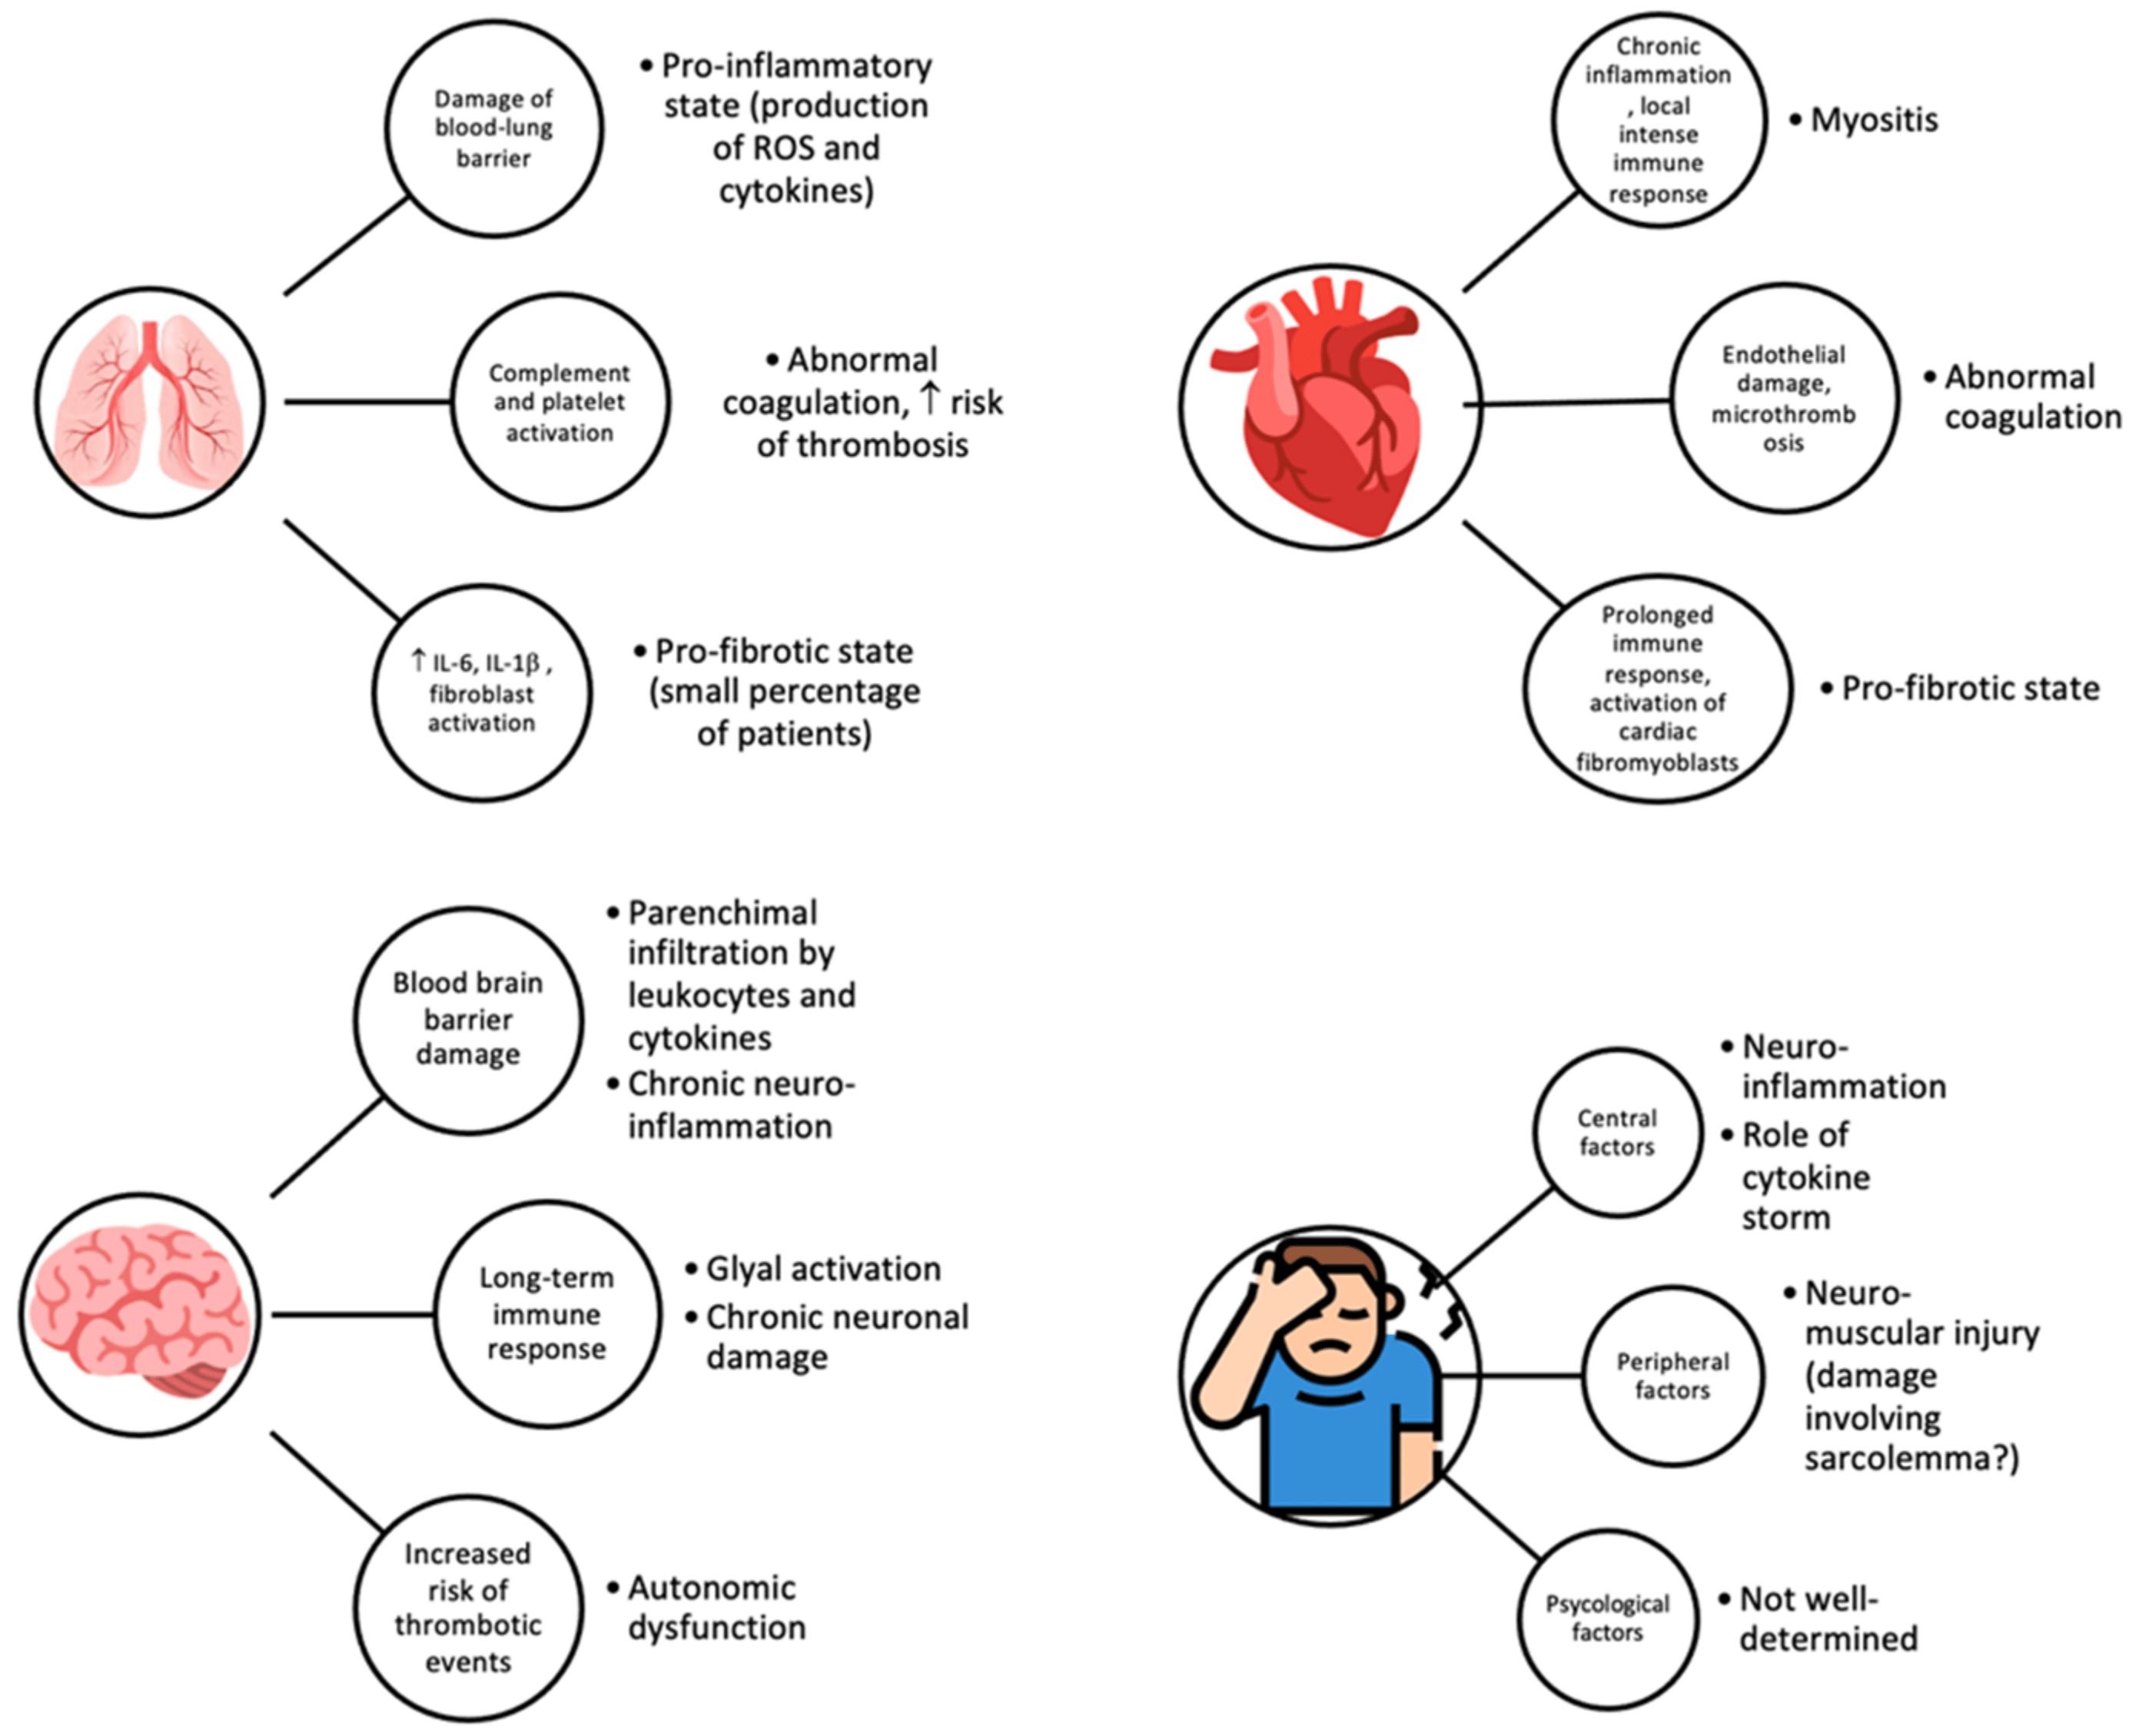 Damage of
blood-lung
barrier
• Pro-inflammatory
state (production
of ROS and
cytokines)
Complement
and platelet
activation
• Abnormal
coagulation, ↑ risk
of thrombosis
↑ IL-6, IL-1β ,
fibroblast
activation
• Pro-fibrotic state
(small percentage
of patients)
Chronic
inflammation
, local
intense
immune
response
• Myositis
Endothelial
damage,
microthromb
osis
• Abnormal
coagulation
Prolonged
immune
response,
activation of
cardiac
fibromyoblasts
• Pro-fibrotic state
Blood brain
barrier
damage
• Parenchimal
infiltration by
leukocytes and
cytokines
• Chronic neuro-
inflammation
Long-term
immune
response
• Glyal activation
• Chronic neuronal
damage
Increased
risk of
thrombotic
events
• Autonomic
dysfunction
Central
factors
• Neuro-
inflammation
• Role of
cytokine
storm
Peripheral
factors
• Neuro-
muscular injury
(damage
involving
sarcolemma?)
Psycological
factors
• Not well-
determined